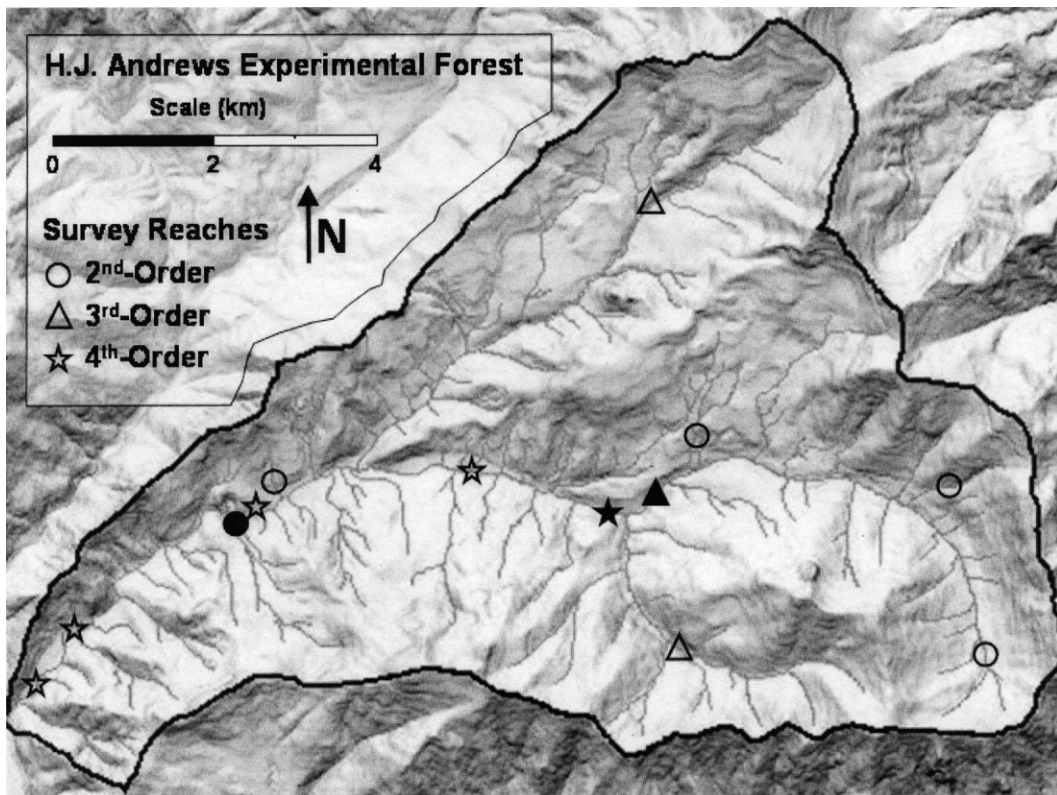 H.J. Andrews Experimental Forest
Scale (km)
0 2 4
N
Survey Reaches
2nd-Order
3rd-Order
4th-Order